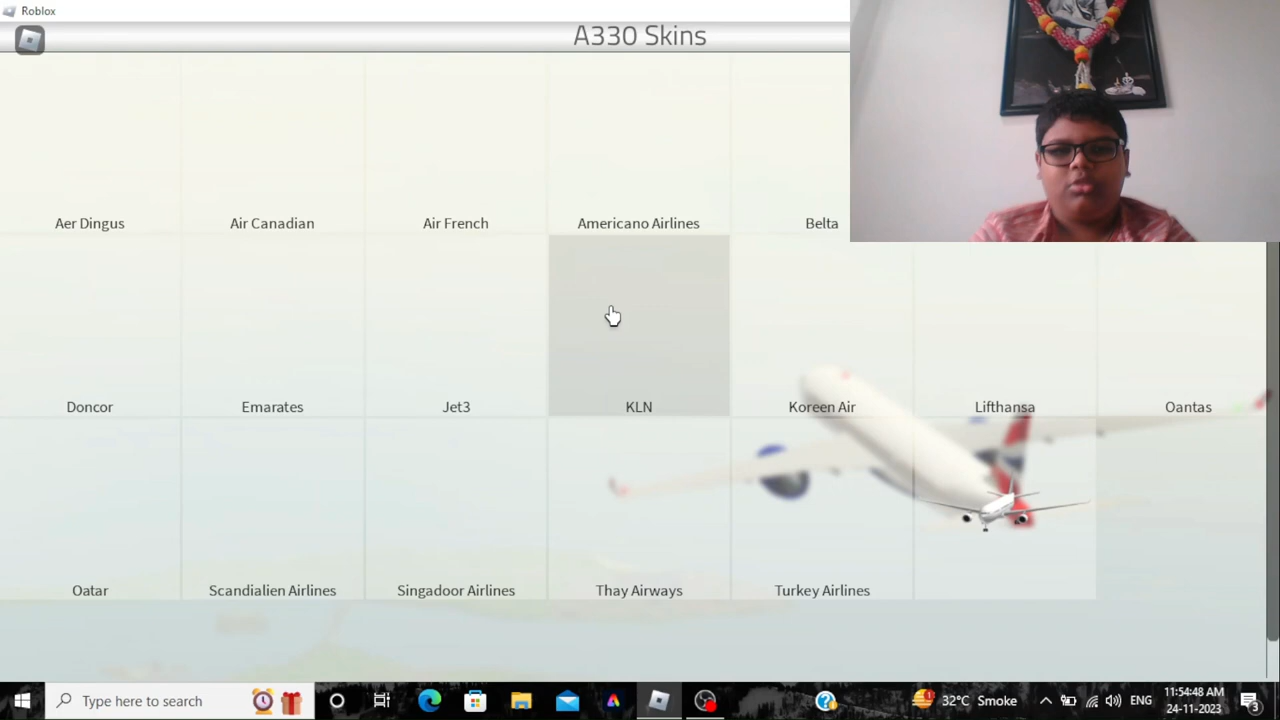 Roblox
A330 Skins
Aer Dingus
Air Canadian
Air French
Americano Airlines
Belta
Doncor
Emarates
Jet3
KLN
Koreen Air
Lifthansa
Oantas
Oatar
Scandialien Airlines
Singadoor Airlines
Thay Airways
Turkey Airlines
Type here to search
32°C Smoke
ENG
11:54:48 AM
24-11-2023
3